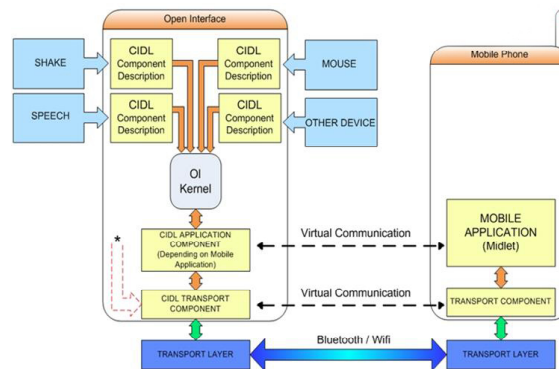 Open Interface
Mobile Phone
SHAKE
CIDL
Component
Description
CIDL
Component
Description
MOUSE
SPEECH
CIDL
Component
Description
CIDL
Component
Description
OTHER DEVICE
OI
Kernel
*
CIDL APPLICATION
COMPONENT
(Depending on Mobile
Application)
Virtual Communication
MOBILE
APPLICATION
(Midlet)
CIDL TRANSPORT
COMPONENT
Virtual Communication
TRANSPORT COMPONENT
Bluetooth / Wifi
TRANSPORT LAYER
TRANSPORT LAYER